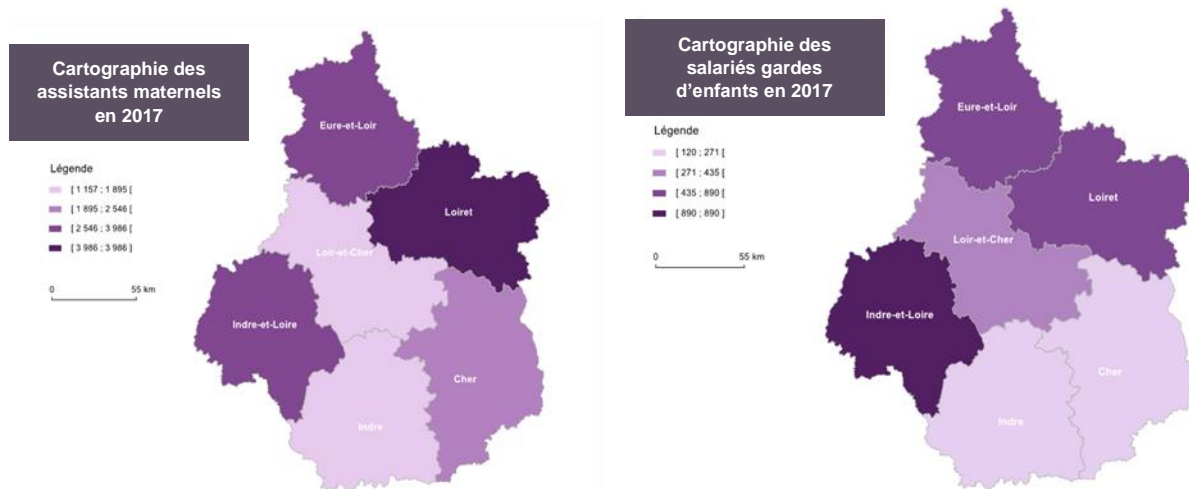 Cartographie des
assistants maternels
en 2017
Légende
[ 1 157 ; 1 895 [
[ 1 895 ; 2 546 [
[ 2 546 ; 3 986 [
[ 3 986 ; 3 986 ]
0 55 km
Eure-et-Loir
Loiret
Loir-et-Cher
Indre-et-Loire
Cher
Indre
Cartographie des
salariés gardes
d'enfants en 2017
Légende
[ 120 ; 271 [
[ 271 ; 435 [
[ 435 ; 890 [
[ 890 ; 890 ]
0 55 km
Eure-et-Loir
Loiret
Loir-et-Cher
Indre-et-Loire
Cher
Indre